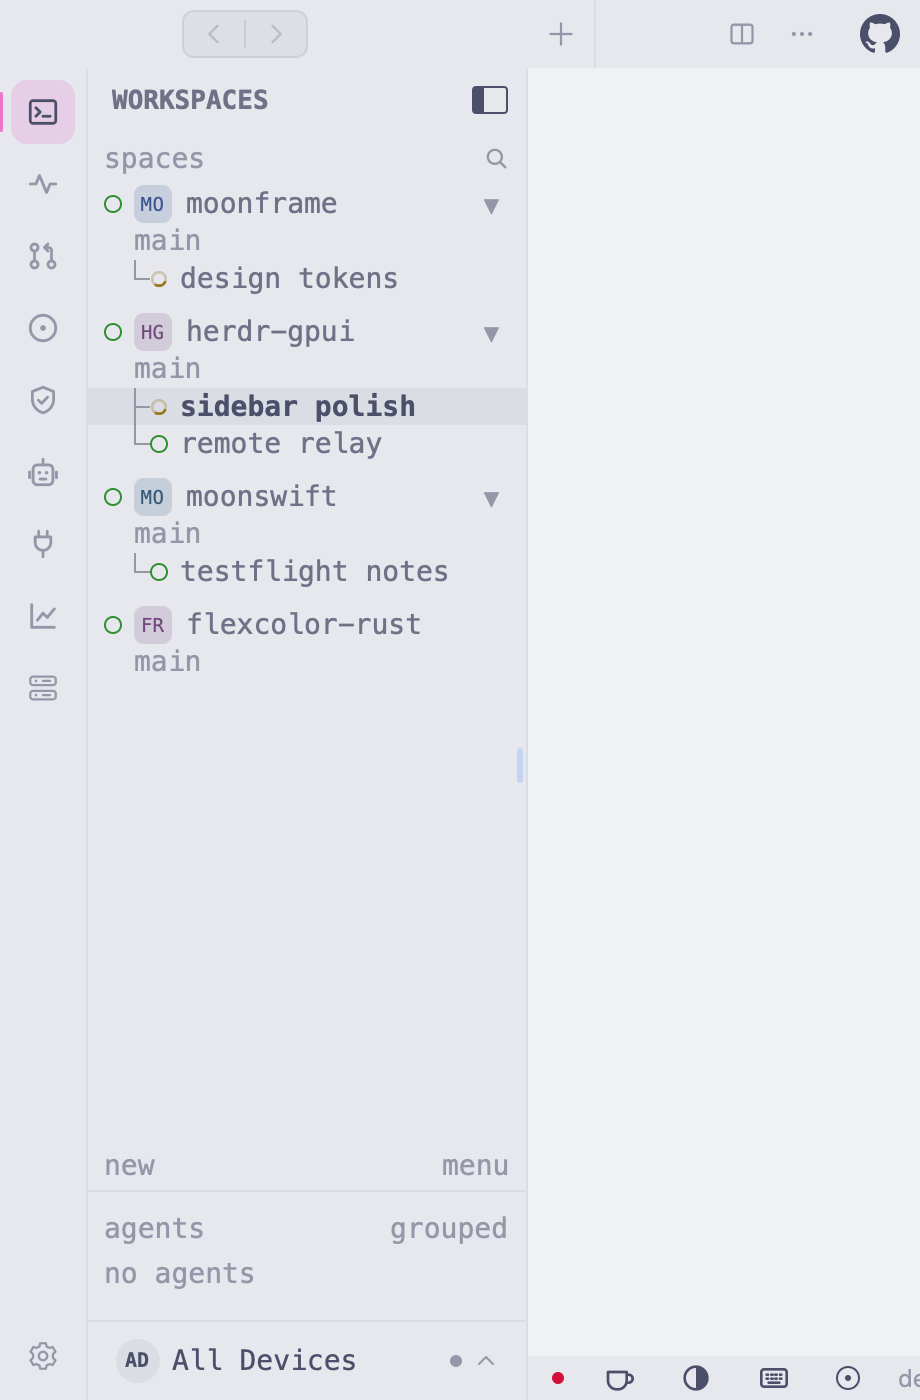 WORKSPACES
spaces
MO moonframe
main
design tokens
HG herdr-gpui
main
sidebar polish
remote relay
MO moonswift
main
testflight notes
FR flexcolor-rust
main
new menu
agents grouped
no agents
AD All Devices